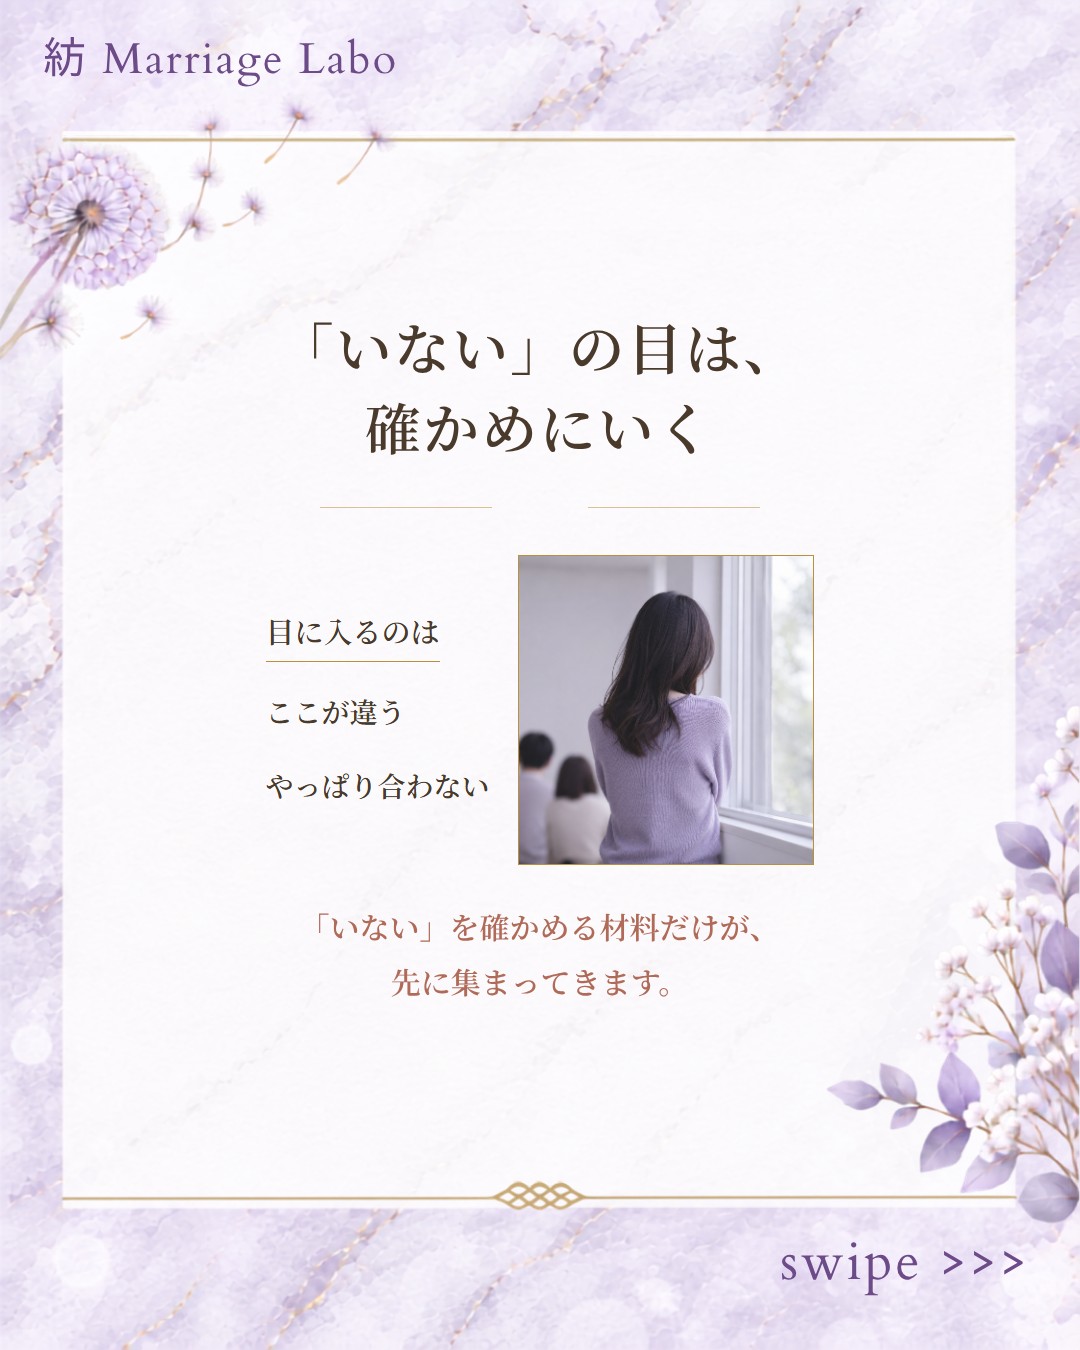 紡 Marriage Labo
「いない」の目は、
確かめにいく
目に入るのは
ここが違う
やっぱり合わない
「いない」を確かめる材料だけが、
先に集まってきます。
swipe >>>